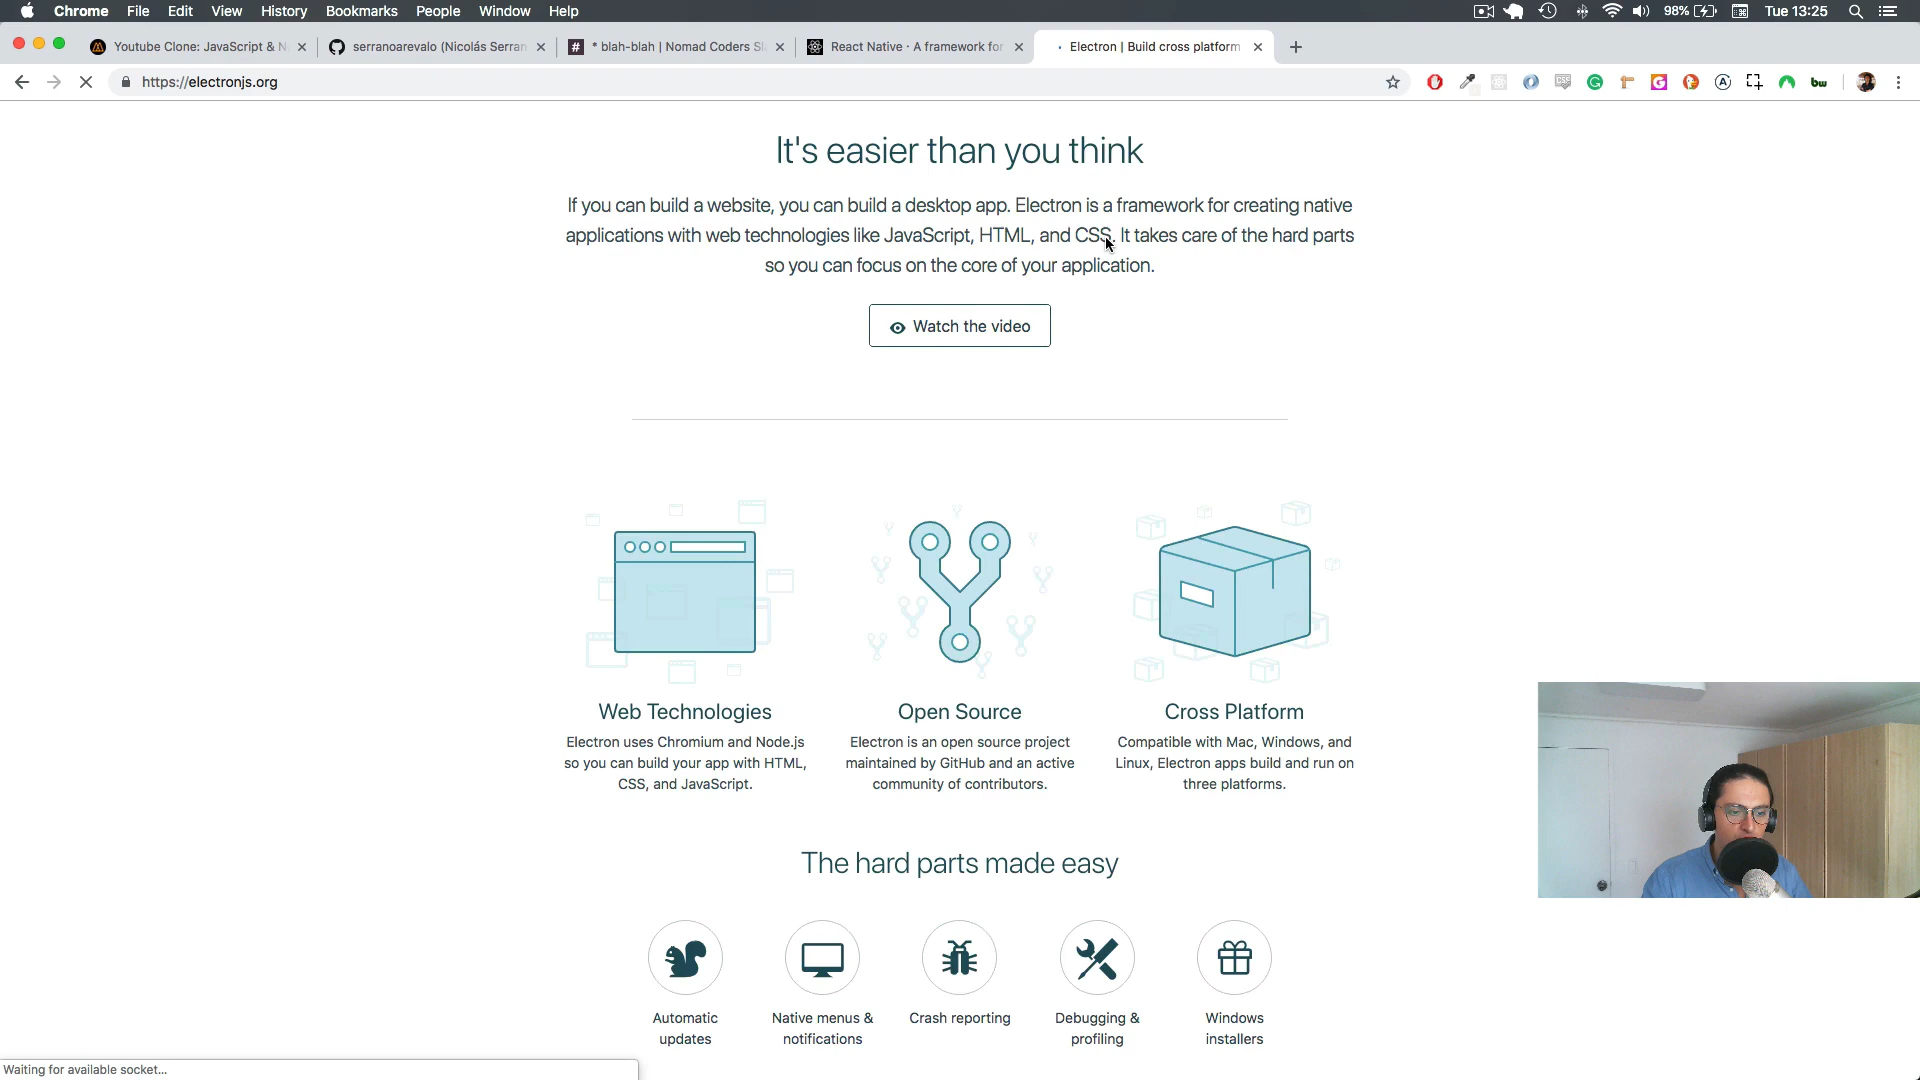 Chrome File Edit View History Bookmarks People Window Help
98% Tue 13:25
Youtube Clone: JavaScript & N
serranoarevalo (Nicolás Serran
* blah-blah | Nomad Coders Sl
React Native · A framework for
Electron | Build cross platform
https://electronjs.org
It's easier than you think
If you can build a website, you can build a desktop app. Electron is a framework for creating native
applications with web technologies like JavaScript, HTML, and CSS. It takes care of the hard parts
so you can focus on the core of your application.
Watch the video
Web Technologies
Electron uses Chromium and Node.js
so you can build your app with HTML,
CSS, and JavaScript.
Open Source
Electron is an open source project
maintained by GitHub and an active
community of contributors.
Cross Platform
Compatible with Mac, Windows, and
Linux, Electron apps build and run on
three platforms.
The hard parts made easy
Automatic
updates
Native menus &
notifications
Crash reporting
Debugging &
profiling
Windows
installers
Waiting for available socket...